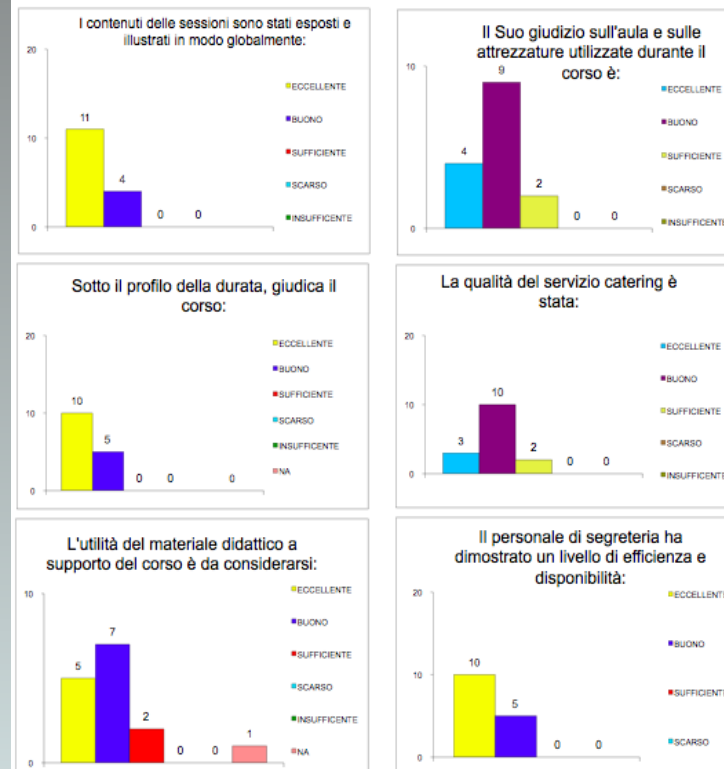 I contenuti delle sessioni sono stati esposti e
illustrati in modo globalmente:
20
10
0
11
4
0
0
ECCELLENTE
BUONO
SUFFICIENTE
SCARSO
INSUFFICENTE
Il Suo giudizio sull'aula e sulle
attrezzature utilizzate durante il
corso è:
10
0
4
9
2
0
0
ECCELLENTE
BUONO
SUFFICIENTE
SCARSO
INSUFFICENTE
Sotto il profilo della durata, giudica il
corso:
20
10
0
10
5
0
0
0
ECCELLENTE
BUONO
SUFFICIENTE
SCARSO
INSUFFICENTE
NA
La qualità del servizio catering è
stata:
20
10
0
3
10
2
0
0
ECCELLENTE
BUONO
SUFFICIENTE
SCARSO
INSUFFICENTE
L'utilità del materiale didattico a
supporto del corso è da considerarsi:
10
0
5
7
2
0
0
1
ECCELLENTE
BUONO
SUFFICIENTE
SCARSO
INSUFFICENTE
NA
Il personale di segreteria ha
dimostrato un livello di efficienza e
disponibilità:
20
10
0
10
5
0
0
ECCELLENTE
BUONO
SUFFICIENTE
SCARSO